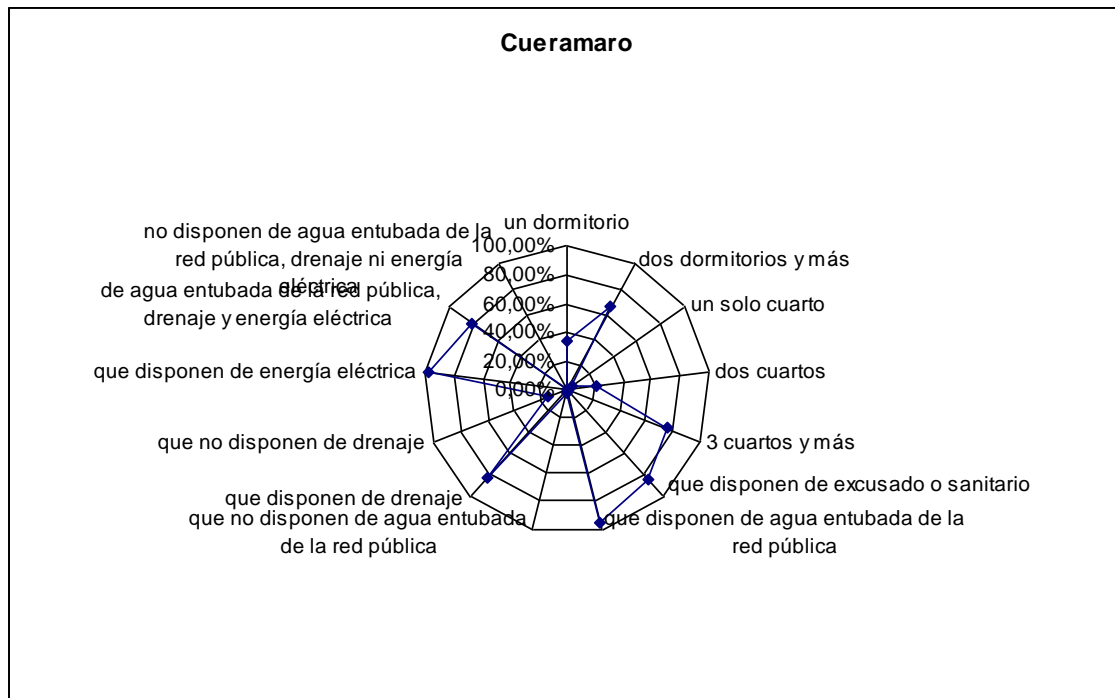 Cueramaro
un dormitorio
dos dormitorios y más
un solo cuarto
dos cuartos
3 cuartos y más
que disponen de excusado o sanitario
que disponen de agua entubada de la
red pública
que no disponen de agua entubada
de la red pública
que disponen de drenaje
que no disponen de drenaje
que disponen de energía eléctrica
de agua entubada de la red pública,
drenaje y energía eléctrica
no disponen de agua entubada de la
red pública, drenaje ni energía
eléctrica
100,00%
80,00%
60,00%
40,00%
20,00%
0,00%